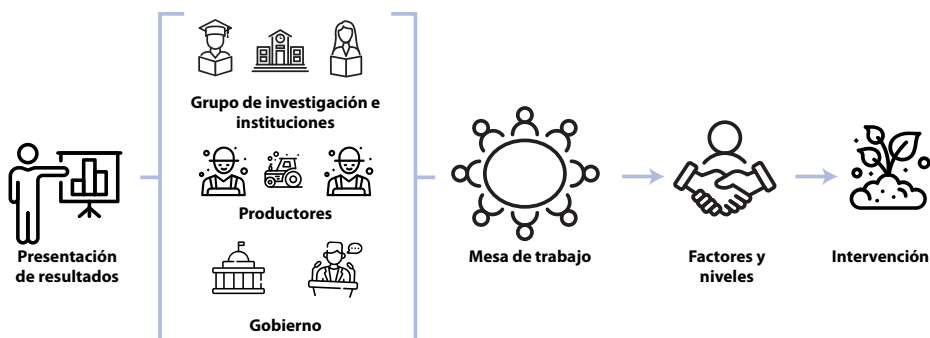 Presentación
de resultados
Grupo de investigación e
instituciones
Productores
Gobierno
Mesa de trabajo
Factores y
niveles
Intervención